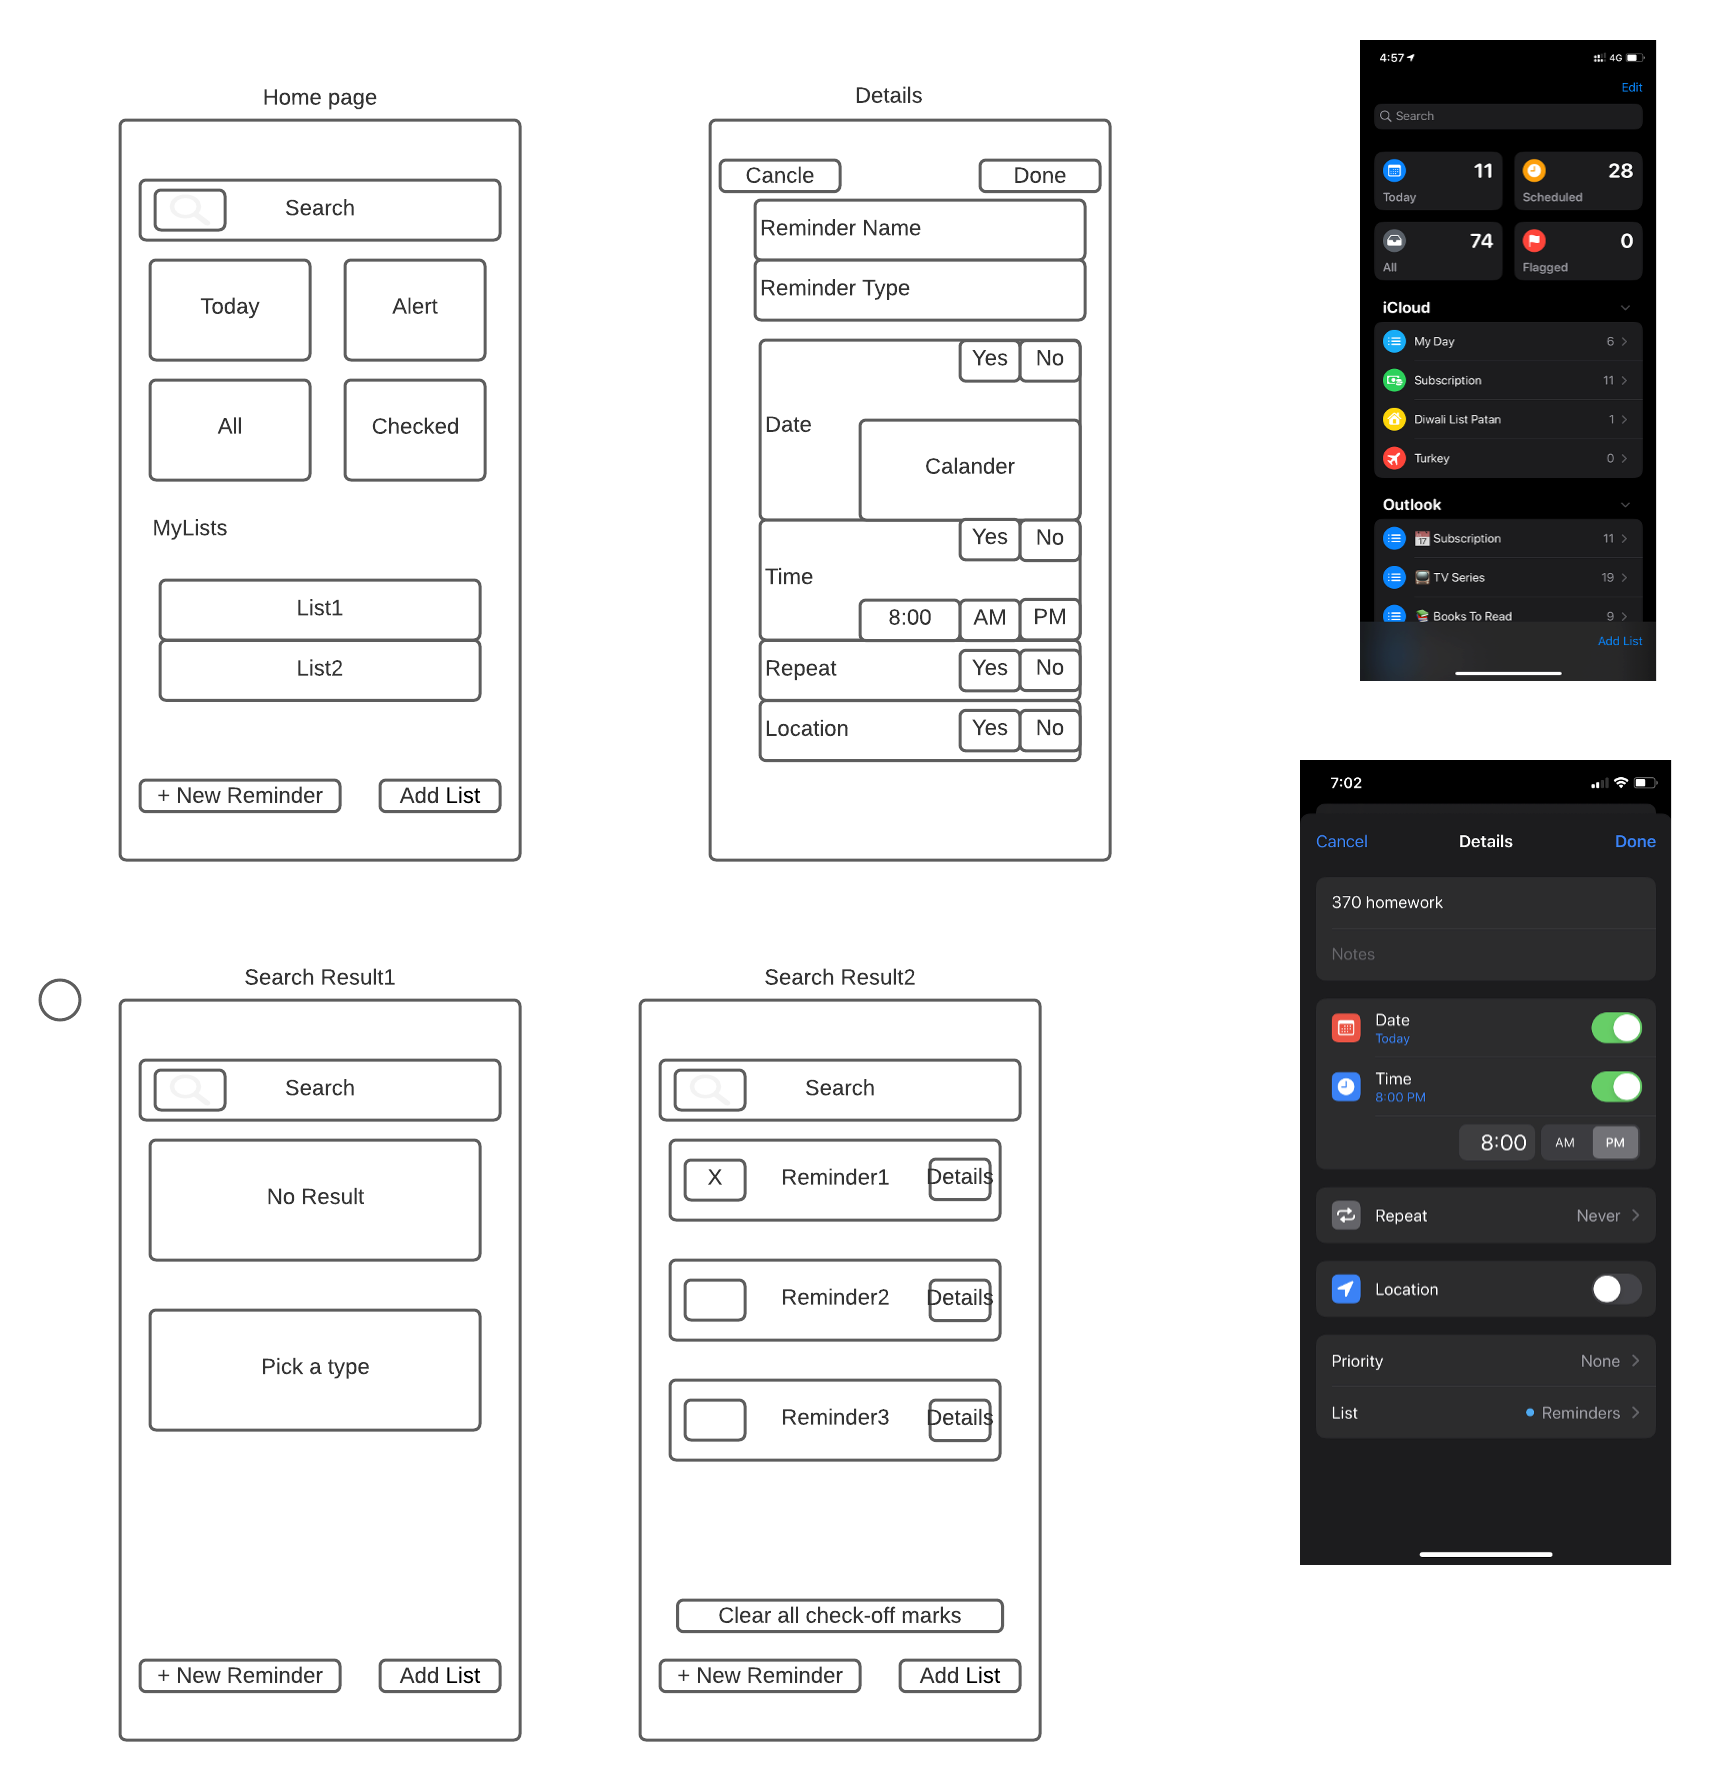 Home page
Search
Today
Alert
All
Checked
MyLists
List1
List2
+ New Reminder
Add List
Details
Cancle
Done
Reminder Name
Reminder Type
Yes No
Date
Calander
Yes No
Time
8:00 AM PM
Repeat Yes No
Location Yes No
4:57
4G
Edit
Search
11
Today
28
Scheduled
74
All
0
Flagged
iCloud
My Day 6
Subscription 11
Diwali List Patan 1
Turkey 0
Outlook
17 Subscription 11
TV Series 19
Books To Read 9
Add List
7:02
Cancel Details Done
370 homework
Notes
Date
Today
Time
8:00 PM
8:00 AM PM
Repeat Never
Location
Priority None
List Reminders
Search Result1
Search
No Result
Pick a type
+ New Reminder
Add List
Search Result2
Search
X Reminder1 Details
Reminder2 Details
Reminder3 Details
Clear all check-off marks
+ New Reminder
Add List